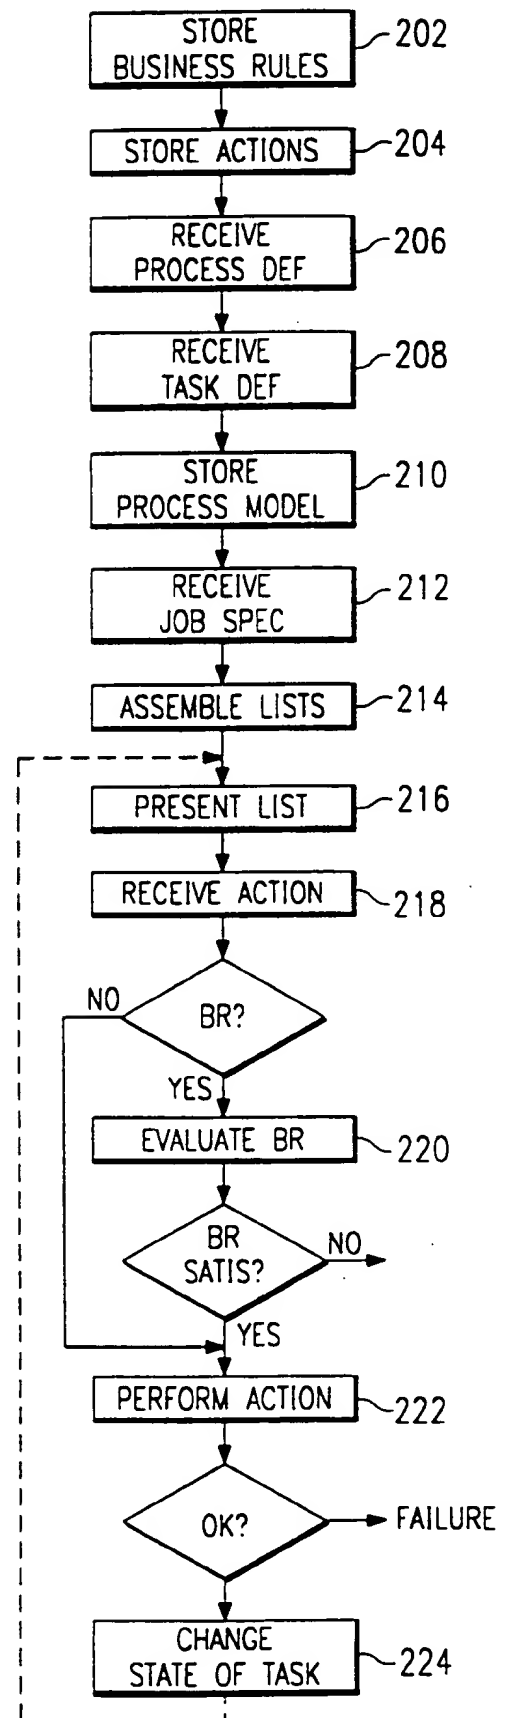 STORE
BUSINESS RULES
202
STORE ACTIONS
204
RECEIVE
PROCESS DEF
206
RECEIVE
TASK DEF
208
STORE
PROCESS MODEL
210
RECEIVE
JOB SPEC
212
ASSEMBLE LISTS
214
PRESENT LIST
216
RECEIVE ACTION
218
NO
BR?
YES
EVALUATE BR
220
BR
SATIS?
NO
YES
PERFORM ACTION
222
OK?
FAILURE
CHANGE
STATE OF TASK
224